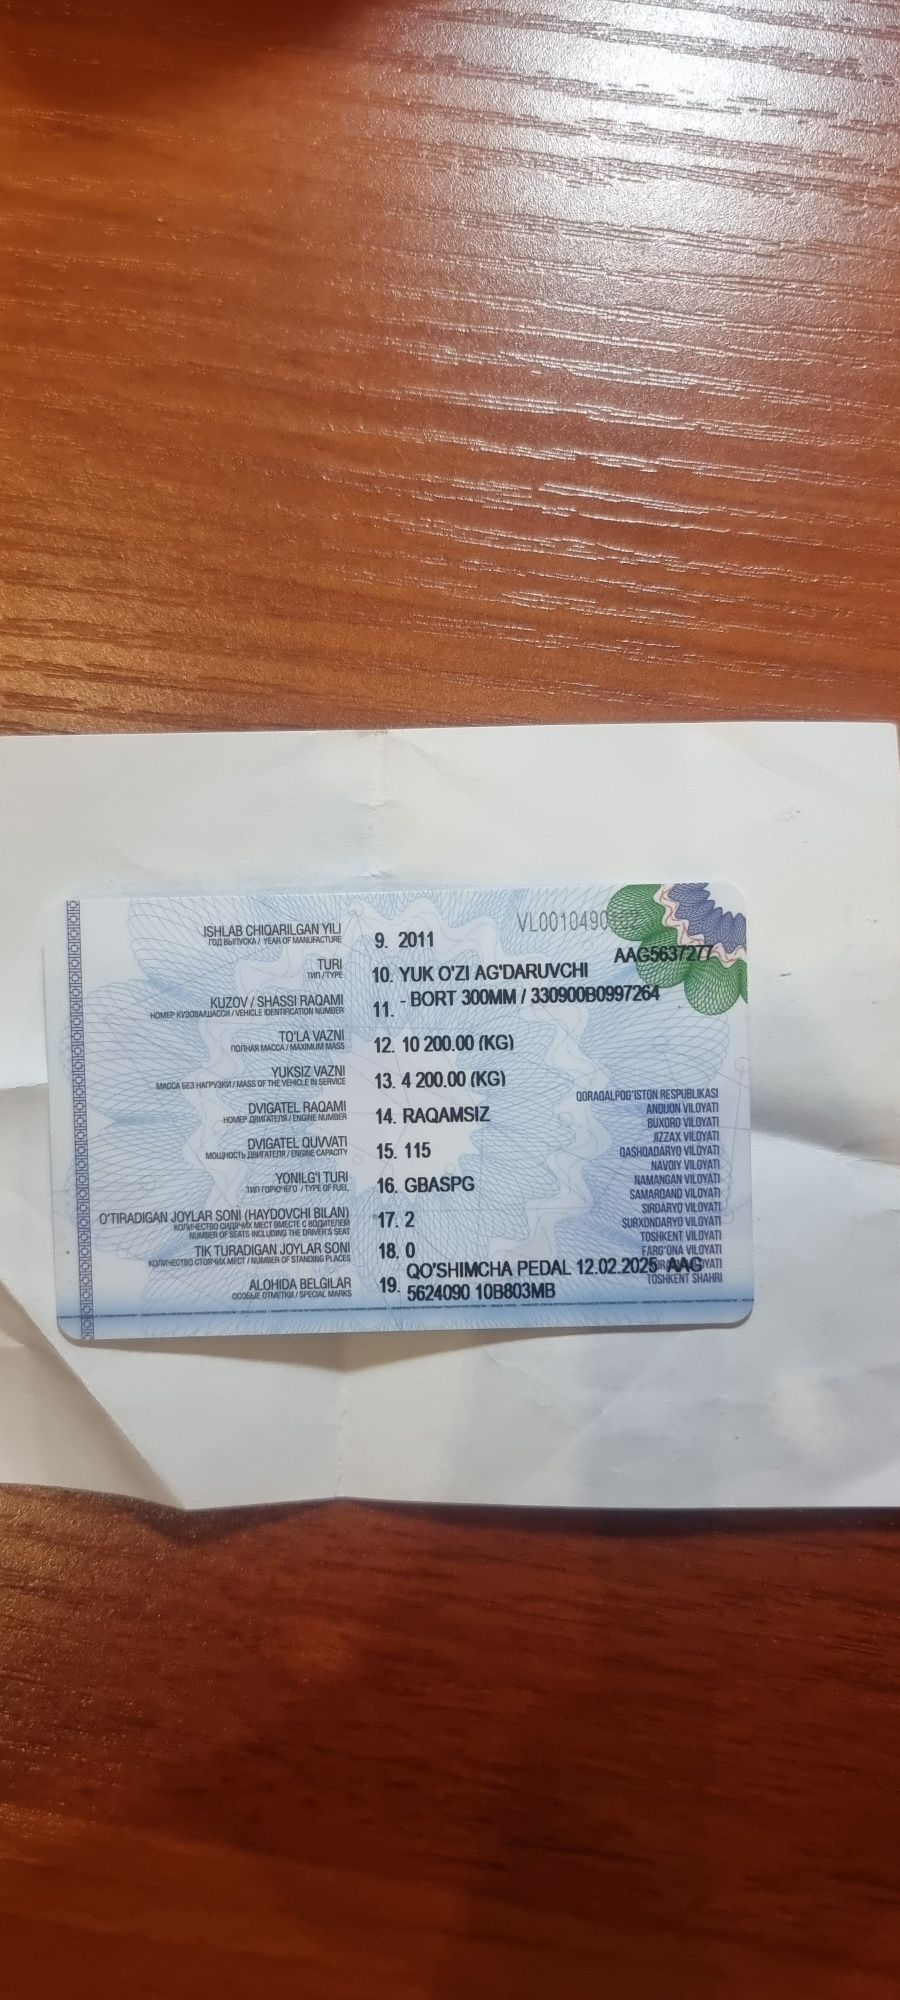 VL0010490
AAG5637277
ISHLAB CHIQARILGAN YILI
ГОД ВЫПУСКА / YEAR OF MANUFACTURE
9. 2011
TURI
ТИП / TYPE
10. YUK O'ZI AG'DARUVCHI
KUZOV / SHASSI RAQAMI
НОМЕР КУЗОВА/ШАССИ / VEHICLE IDENTIFICATION NUMBER
11. - BORT 300MM / 330900B0997264
TO'LA VAZNI
ПОЛНАЯ МАССА / MAXIMUM MASS
12. 10 200.00 (KG)
YUKSIZ VAZNI
МАССА БЕЗ НАГРУЗКИ / MASS OF THE VEHICLE IN SERVICE
13. 4 200.00 (KG)
DVIGATEL RAQAMI
НОМЕР ДВИГАТЕЛЯ / ENGINE NUMBER
14. RAQAMSIZ
DVIGATEL QUVVATI
МОЩНОСТЬ ДВИГАТЕЛЯ / ENGINE CAPACITY
15. 115
YONILG'I TURI
ТИП ГОРЮЧЕГО / TYPE OF FUEL
16. GBASPG
O'TIRADIGAN JOYLAR SONI (HAYDOVCHI BILAN)
КОЛИЧЕСТВО СИДЯЧИХ МЕСТ ВМЕСТЕ С ВОДИТЕЛЕМ
NUMBER OF SEATS INCLUDING THE DRIVER'S SEAT
17. 2
TIK TURADIGAN JOYLAR SONI
КОЛИЧЕСТВО СТОЯЧИХ МЕСТ / NUMBER OF STANDING PLACES
18. 0
ALOHIDA BELGILAR
ОСОБЫЕ ОТМЕТКИ / SPECIAL MARKS
19. QO'SHIMCHA PEDAL 12.02.2025 AAG
5624090 10B803MB
QORAQALPOG'ISTON RESPUBLIKASI
ANDIJON VILOYATI
BUXORO VILOYATI
JIZZAX VILOYATI
QASHQADARYO VILOYATI
NAVOIY VILOYATI
NAMANGAN VILOYATI
SAMARQAND VILOYATI
SIRDARYO VILOYATI
SURXONDARYO VILOYATI
TOSHKENT VILOYATI
FARG'ONA VILOYATI
VILOYATI
TOSHKENT SHAHRI